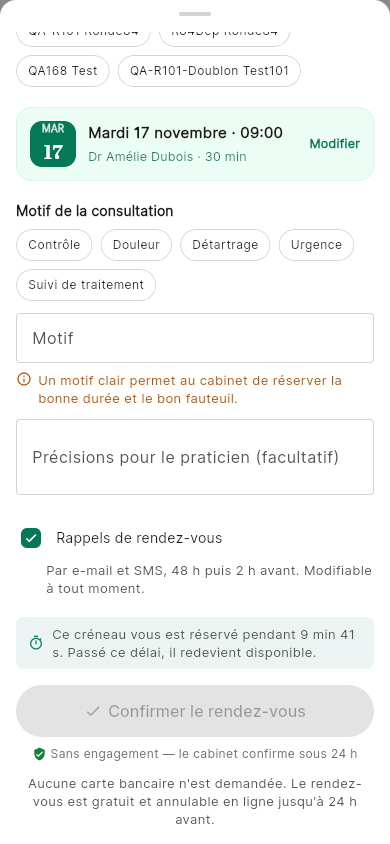 QA-R101 Ronde84
R84Dep Ronde84
QA168 Test
QA-R101-Doublon Test101
MAR
17
Mardi 17 novembre · 09:00
Dr Amélie Dubois · 30 min
Modifier
Motif de la consultation
Contrôle
Douleur
Détartrage
Urgence
Suivi de traitement
Motif
Un motif clair permet au cabinet de réserver la
bonne durée et le bon fauteuil.
Précisions pour le praticien (facultatif)
Rappels de rendez-vous
Par e-mail et SMS, 48 h puis 2 h avant. Modifiable
à tout moment.
Ce créneau vous est réservé pendant 9 min 41
s. Passé ce délai, il redevient disponible.
Confirmer le rendez-vous
Sans engagement — le cabinet confirme sous 24 h
Aucune carte bancaire n'est demandée. Le rendez-
vous est gratuit et annulable en ligne jusqu'à 24 h
avant.